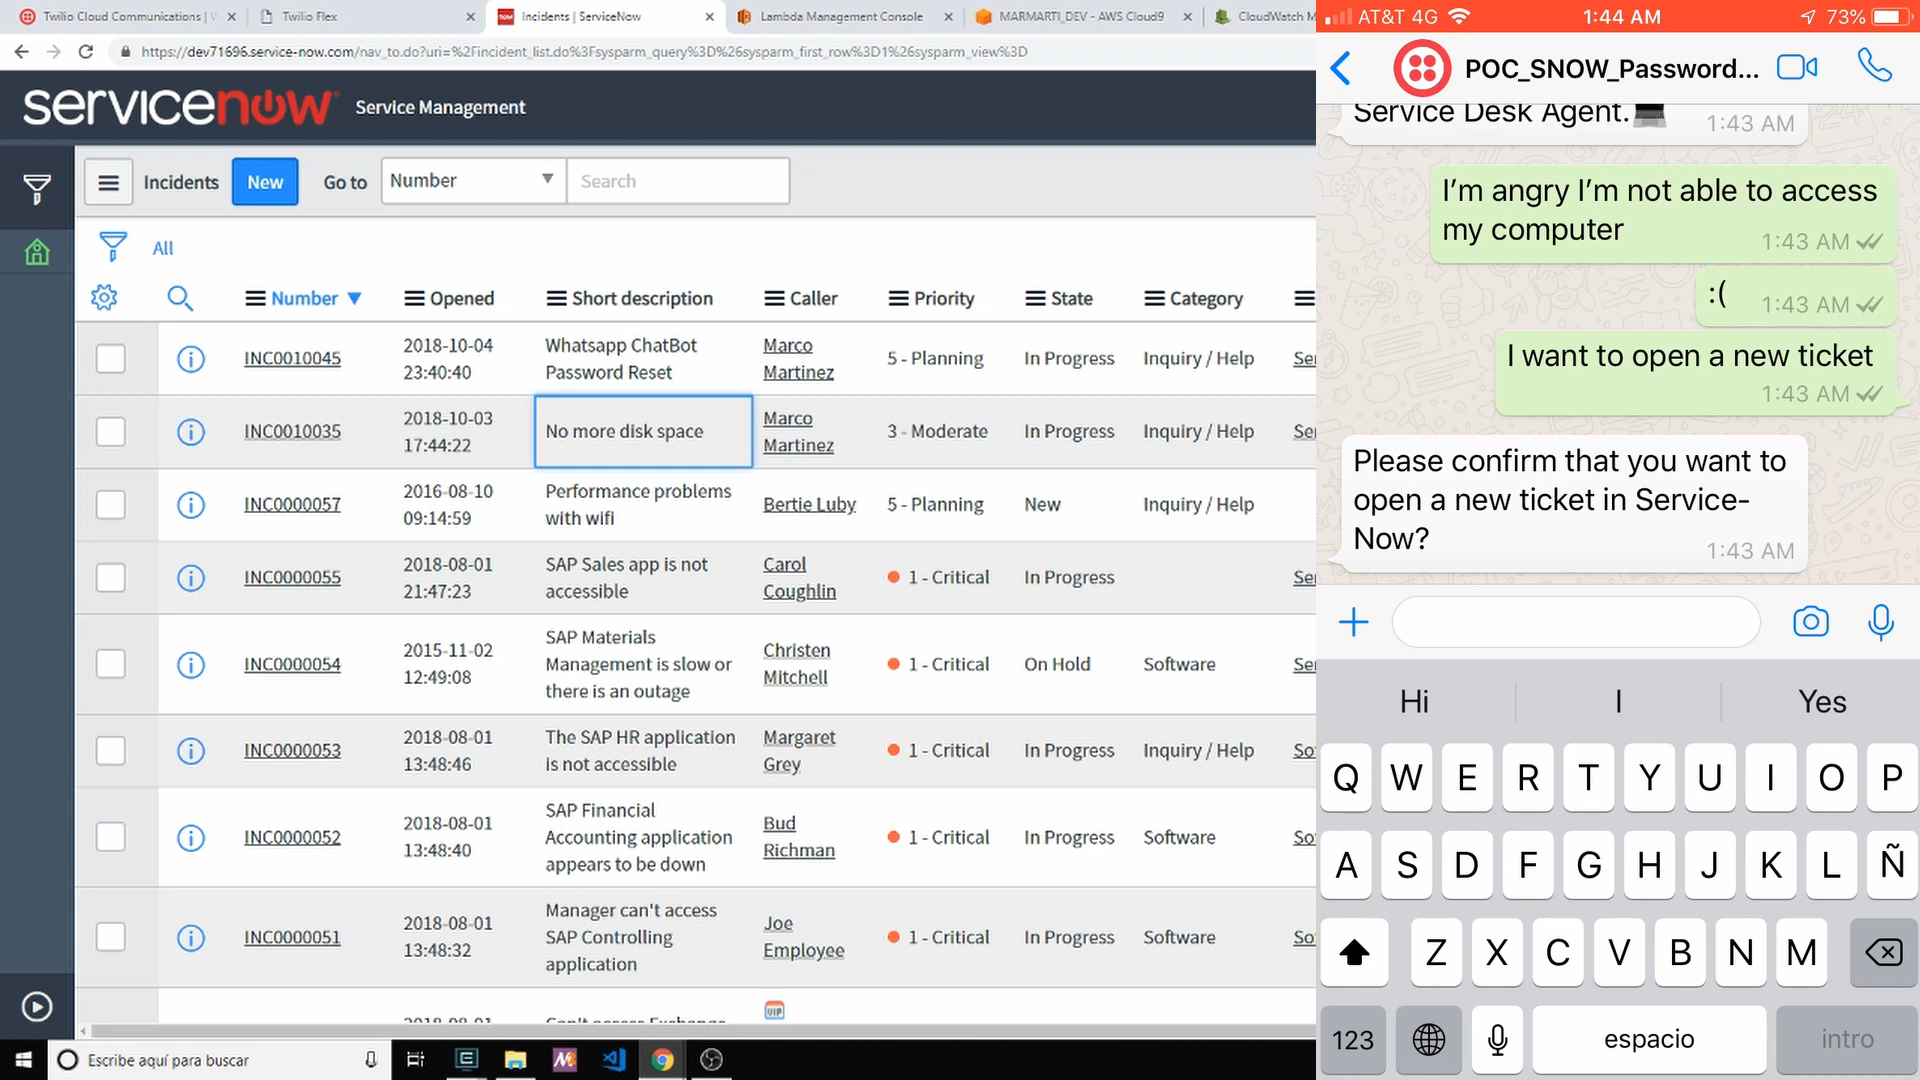 Twilio Cloud Communications | V
Twilio Flex
Incidents | ServiceNow
Lambda Management Console
MARMARTI_DEV - AWS Cloud9
CloudWatch M
https://dev71696.service-now.com/nav_to.do?uri=%2Fincident_list.do%3Fsysparm_query%3D%26sysparm_first_row%3D1%26sysparm_view%3D
servicenow Service Management
Incidents New Go to Number Search
All
Number Opened Short description Caller Priority State Category
INC0010045 2018-10-04 23:40:40 Whatsapp ChatBot Password Reset Marco Martinez 5 - Planning In Progress Inquiry / Help Ser
INC0010035 2018-10-03 17:44:22 No more disk space Marco Martinez 3 - Moderate In Progress Inquiry / Help Ser
INC0000057 2016-08-10 09:14:59 Performance problems with wifi Bertie Luby 5 - Planning New Inquiry / Help
INC0000055 2018-08-01 21:47:23 SAP Sales app is not accessible Carol Coughlin 1 - Critical In Progress Ser
INC0000054 2015-11-02 12:49:08 SAP Materials Management is slow or there is an outage Christen Mitchell 1 - Critical On Hold Software Ser
INC0000053 2018-08-01 13:48:46 The SAP HR application is not accessible Margaret Grey 1 - Critical In Progress Inquiry / Help So
INC0000052 2018-08-01 13:48:40 SAP Financial Accounting application appears to be down Bud Richman 1 - Critical In Progress Software So
INC0000051 2018-08-01 13:48:32 Manager can't access SAP Controlling application Joe Employee 1 - Critical In Progress Software So
2018-08-01 Can't access Exchange VIP
Escribe aquí para buscar
AT&T 4G 1:44 AM 73%
POC_SNOW_Password...
Service Desk Agent. 1:43 AM
I'm angry I'm not able to access
my computer 1:43 AM
:( 1:43 AM
I want to open a new ticket
1:43 AM
Please confirm that you want to
open a new ticket in Service-
Now? 1:43 AM
Hi I Yes
Q W E R T Y U I O P
A S D F G H J K L Ñ
Z X C V B N M
123 espacio intro